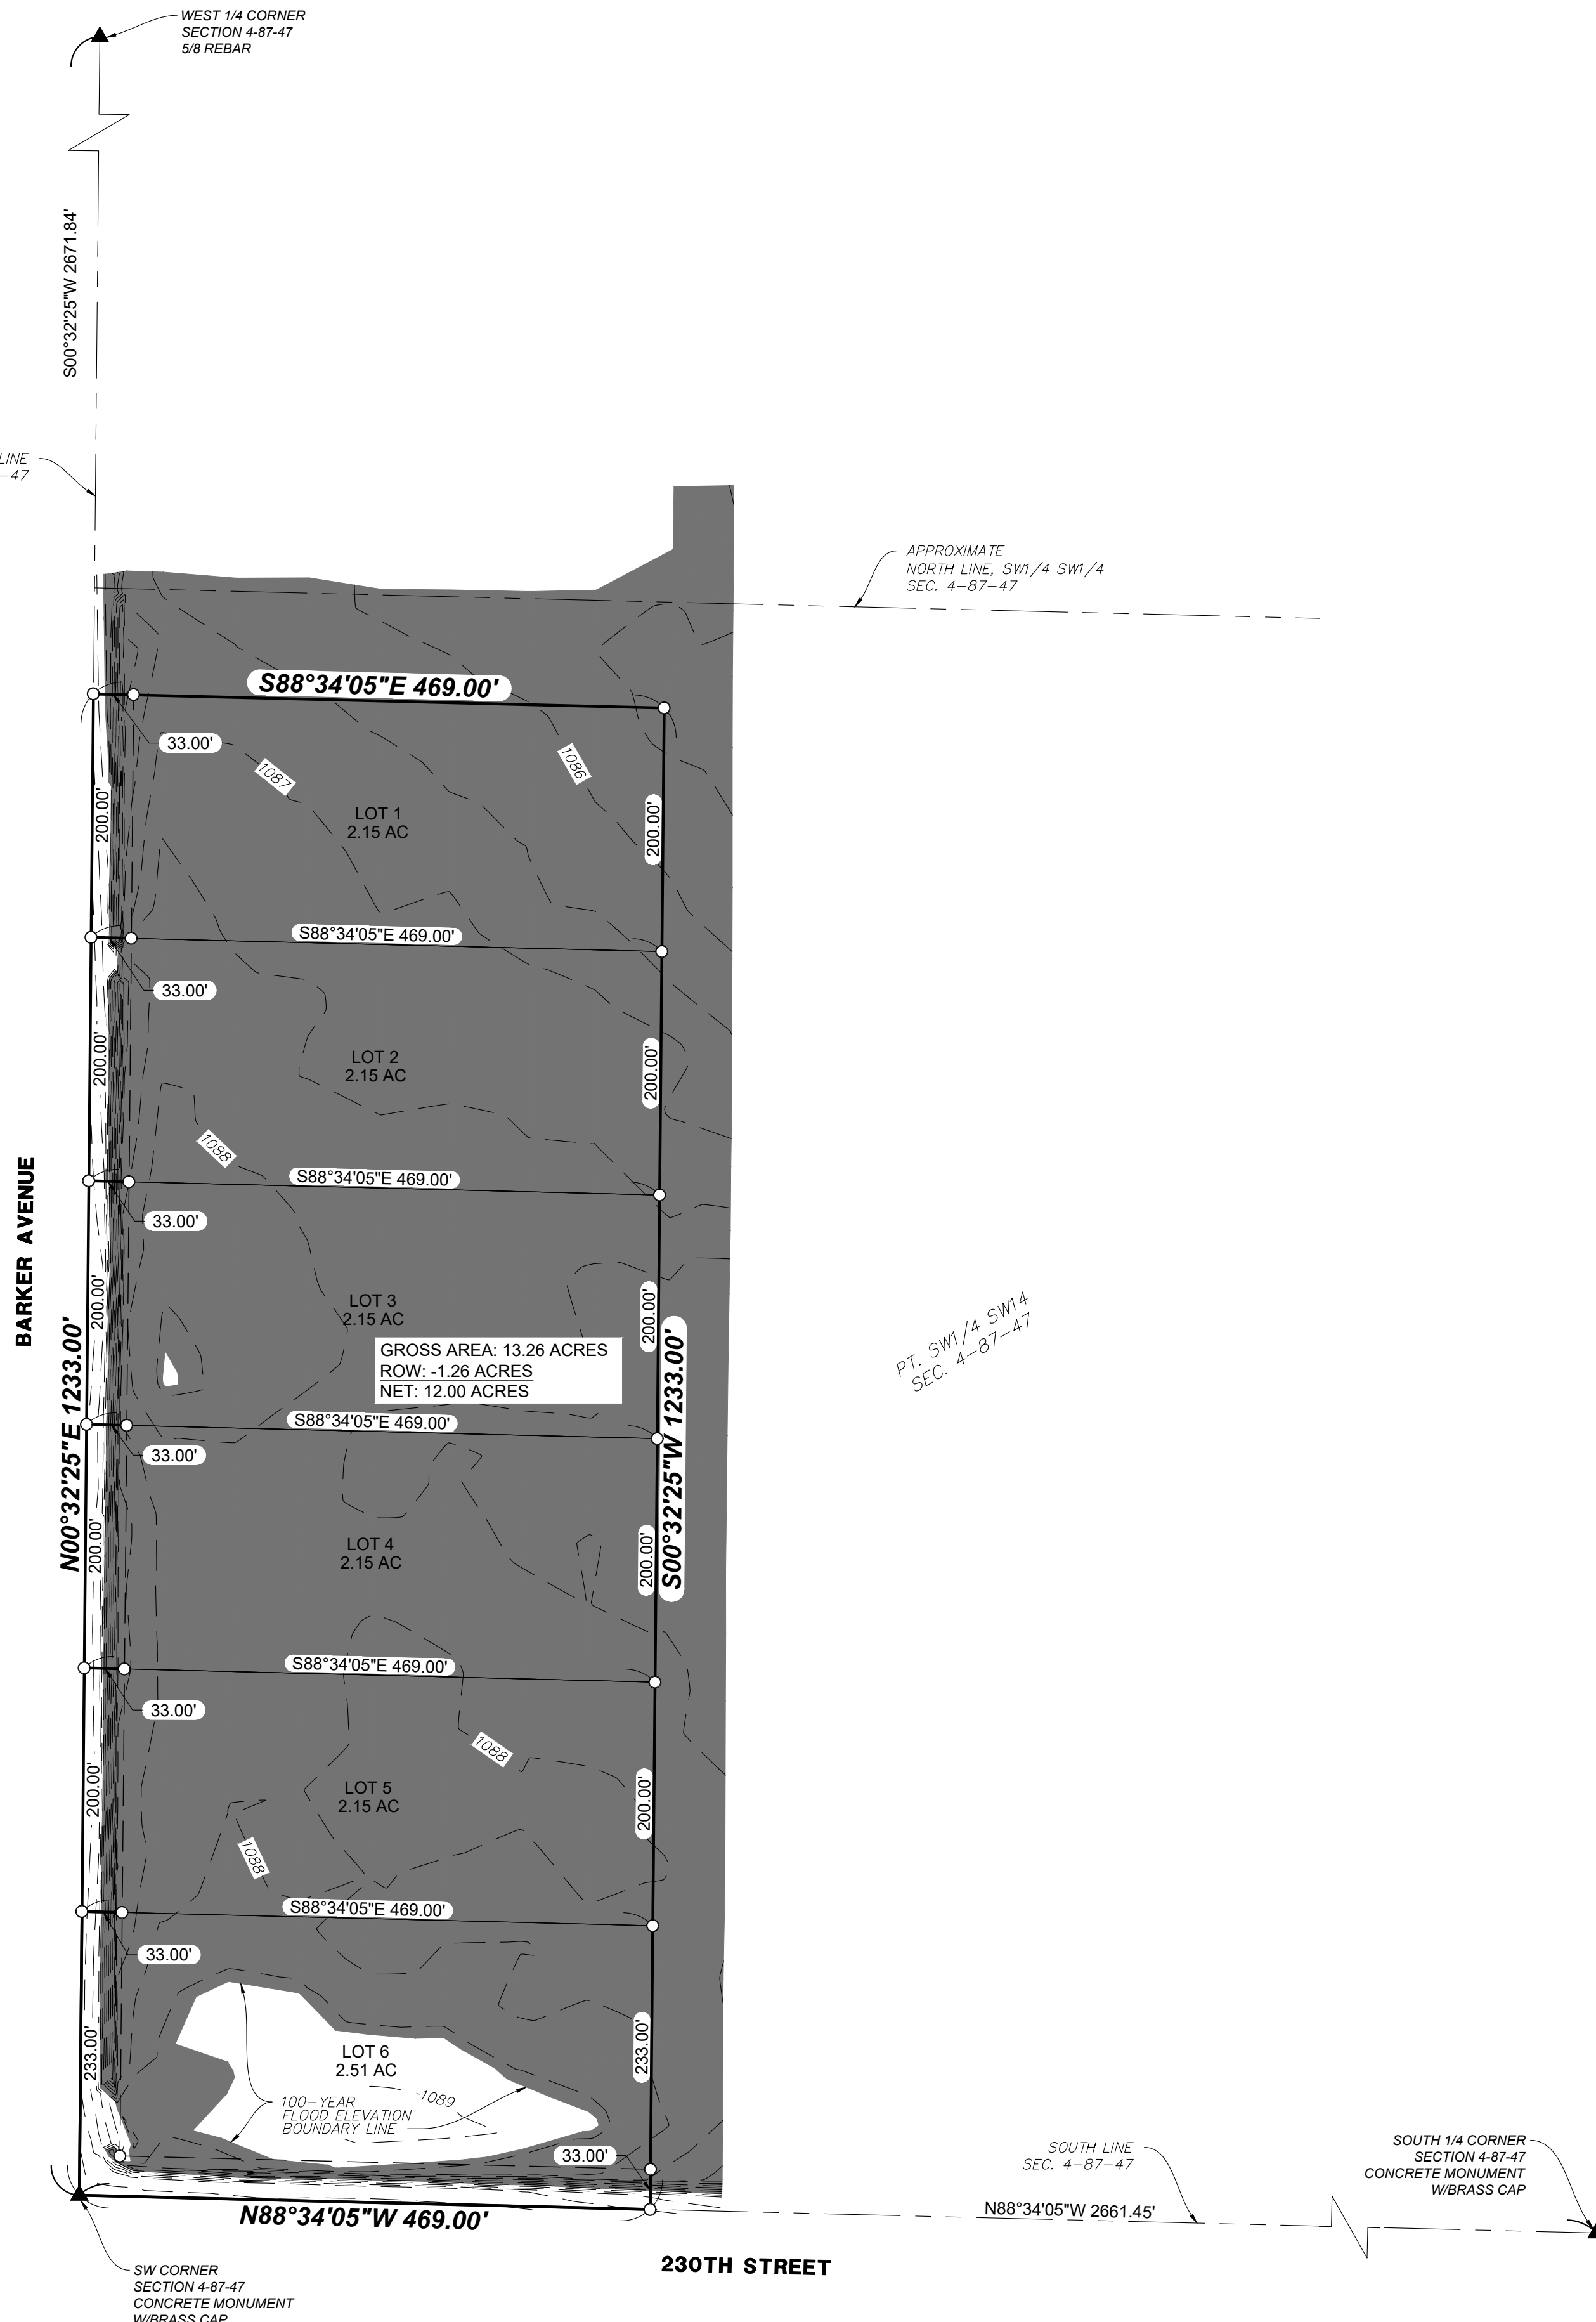 WEST 1/4 CORNER
SECTION 4-87-47
5/8 REBAR
S00°32'25"W 2671.84'
LINE
-47
APPROXIMATE
NORTH LINE, SW1/4 SW1/4
SEC. 4-87-47
S88°34'05"E 469.00'
33.00'
1087
1086
200.00'
LOT 1
2.15 AC
200.00'
S88°34'05"E 469.00'
33.00'
200.00'
LOT 2
2.15 AC
200.00'
1088
S88°34'05"E 469.00'
33.00'
BARKER AVENUE
N00°32'25"E 1233.00'
200.00'
LOT 3
2.15 AC
200.00'
GROSS AREA: 13.26 ACRES
ROW: -1.26 ACRES
NET: 12.00 ACRES
S00°32'25"W 1233.00'
PT. SW1/4 SW14
SEC. 4-87-47
S88°34'05"E 469.00'
33.00'
200.00'
LOT 4
2.15 AC
200.00'
S88°34'05"E 469.00'
33.00'
1088
200.00'
LOT 5
2.15 AC
200.00'
1088
S88°34'05"E 469.00'
33.00'
233.00'
LOT 6
2.51 AC
233.00'
1089
100-YEAR
FLOOD ELEVATION
BOUNDARY LINE
33.00'
SOUTH LINE
SEC. 4-87-47
SOUTH 1/4 CORNER
SECTION 4-87-47
CONCRETE MONUMENT
W/BRASS CAP
N88°34'05"W 469.00'
N88°34'05"W 2661.45'
230TH STREET
SW CORNER
SECTION 4-87-47
CONCRETE MONUMENT
W/BRASS CAP